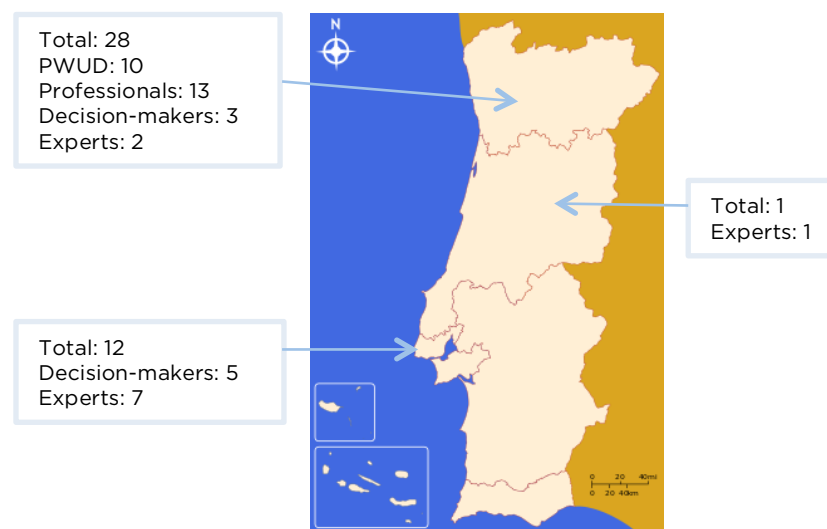 Total: 28
PWUD: 10
Professionals: 13
Decision-makers: 3
Experts: 2
N
Total: 1
Experts: 1
Total: 12
Decision-makers: 5
Experts: 7
0 20 40mi
0 20 40km